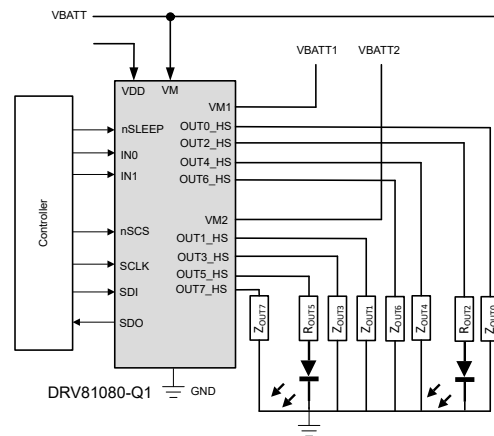 VBATT
VBATT1 VBATT2
VDD VM
VM1
nSLEEP OUT0_HS
OUT2_HS
IN0 OUT4_HS
IN1 OUT6_HS
Controller
VM2
nSCS OUT1_HS
OUT3_HS
SCLK OUT5_HS
SDI OUT7_HS
SDO
ZOUT7 ROUT5 ZOUT3 ZOUT1 ZOUT6 ZOUT4 ROUT2 ZOUT0
DRV81080-Q1 GND